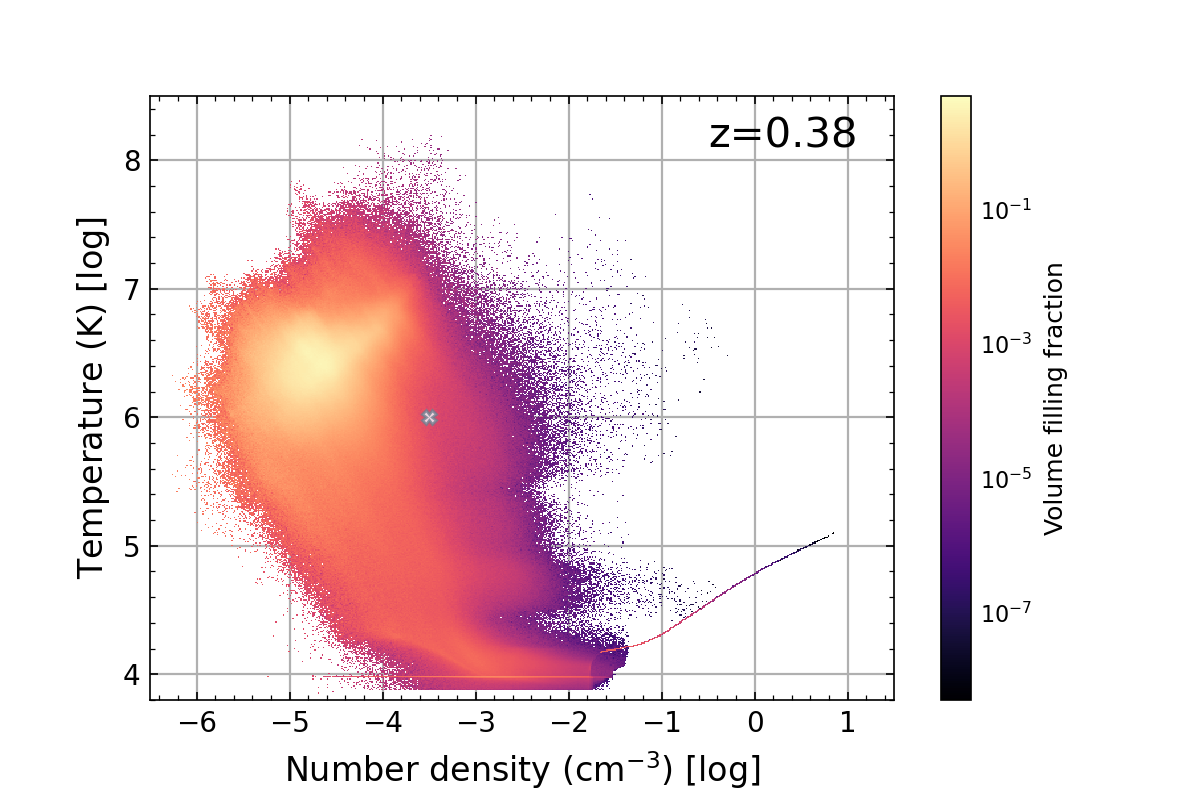 z=0.38
Temperature (K) [log]
8
7
6
5
4
−6 −5 −4 −3 −2 −1 0 1
Number density (cm⁻³) [log]
10⁻¹
10⁻³
10⁻⁵
10⁻⁷
Volume filling fraction